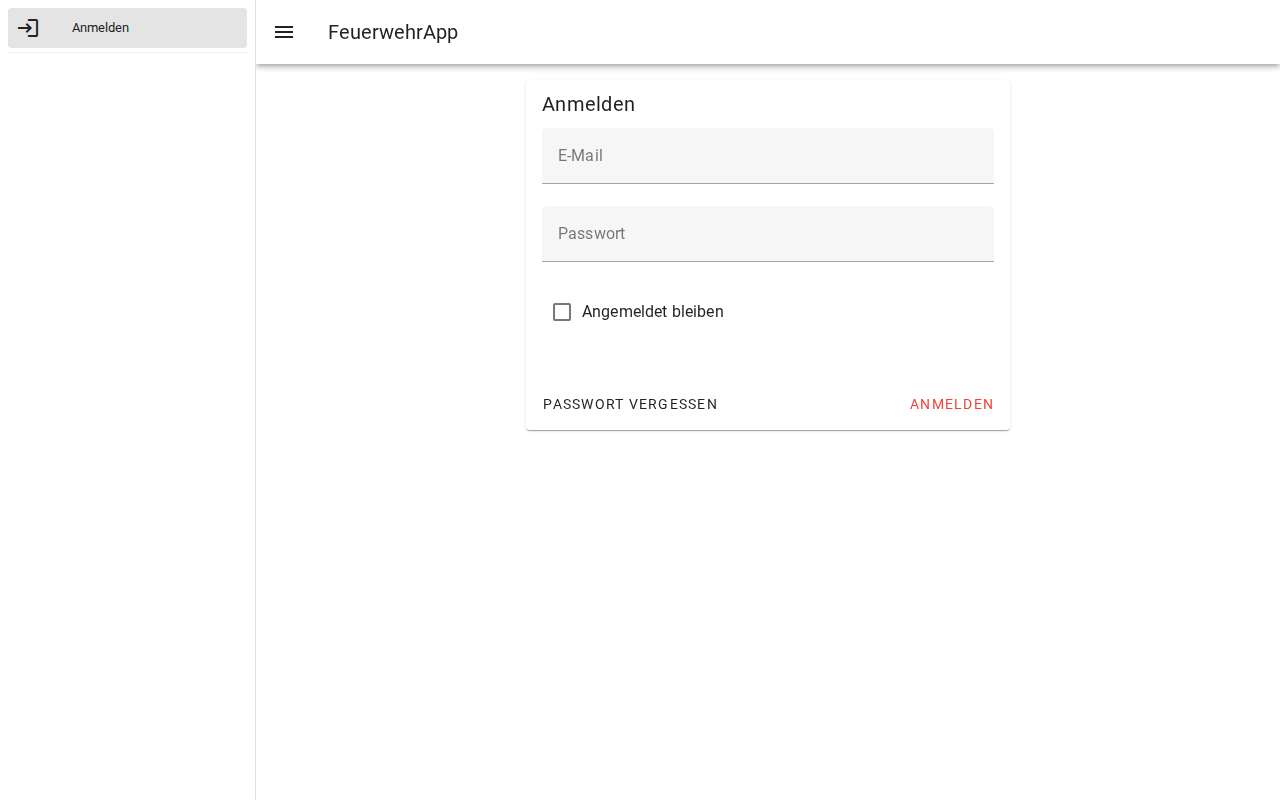 Anmelden
FeuerwehrApp
Anmelden
E-Mail
Passwort
Angemeldet bleiben
PASSWORT VERGESSEN
ANMELDEN